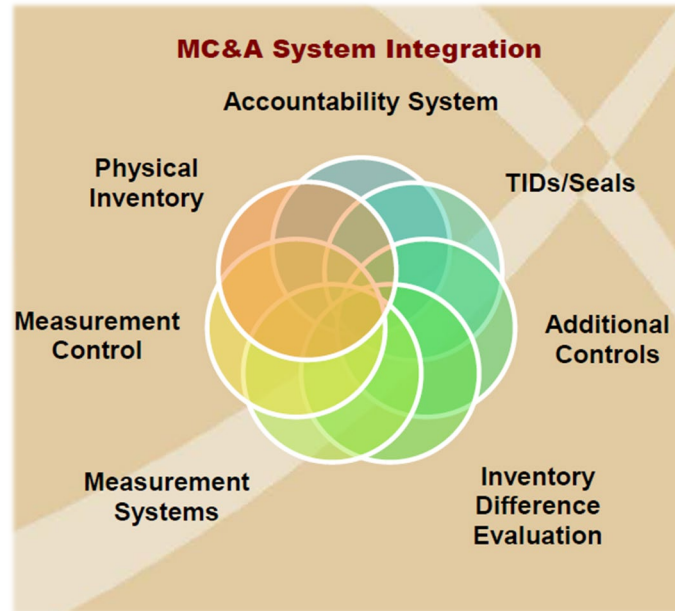 MC&A System Integration
Accountability System
Physical
Inventory
TIDs/Seals
Measurement
Control
Additional
Controls
Measurement
Systems
Inventory
Difference
Evaluation